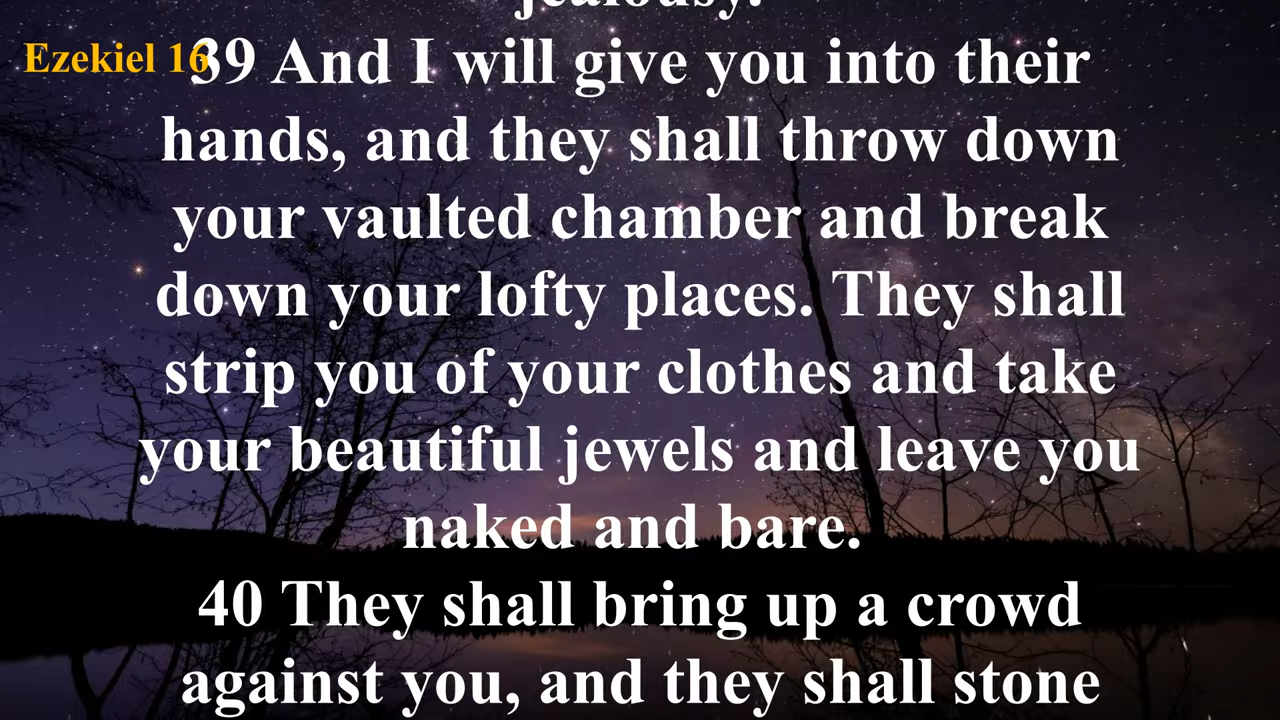 jealousy.
Ezekiel 16
39 And I will give you into their
hands, and they shall throw down
your vaulted chamber and break
down your lofty places. They shall
strip you of your clothes and take
your beautiful jewels and leave you
naked and bare.
40 They shall bring up a crowd
against you, and they shall stone